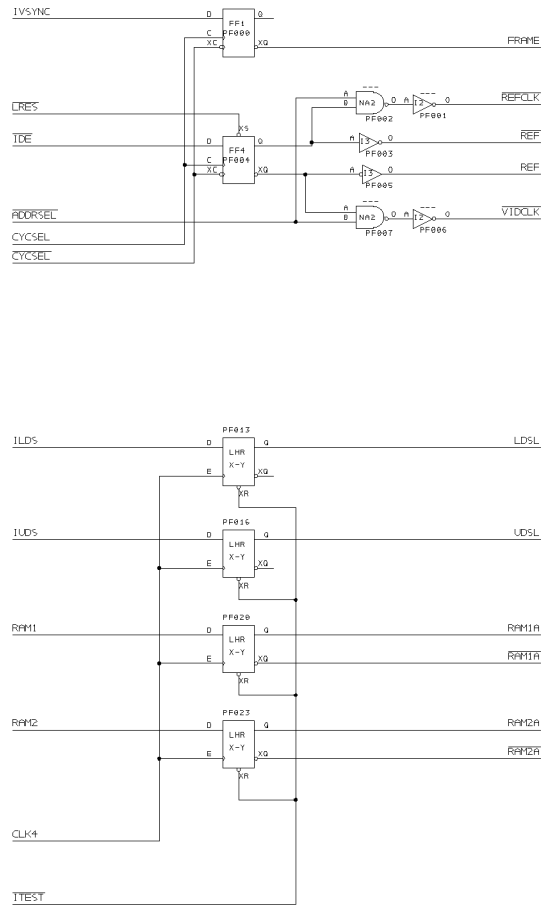 IVSYNC D Q
FF1
C PF000
XC XQ FRAME
A --- O A --- O REFCLK
NA2 I2
B
LRES PF002 PF001
XS
IDE D Q A I3 O REF
FF4 PF003
C PF004
XC XQ A I3 O REF
PF005
A --- O A --- O VIDCLK
ADDRSEL B NA2 I2
PF007 PF006
CYCSEL
CYCSEL
PF013
ILDS D Q LDSL
LHR
X-Y
E XQ
XR
PF016
IUDS D Q UDSL
LHR
X-Y
E XQ
XR
PF020
RAM1 D Q RAM1A
LHR
X-Y
E XQ RAM1A
XR
PF023
RAM2 D Q RAM2A
LHR
X-Y
E XQ RAM2A
XR
CLK4
ITEST